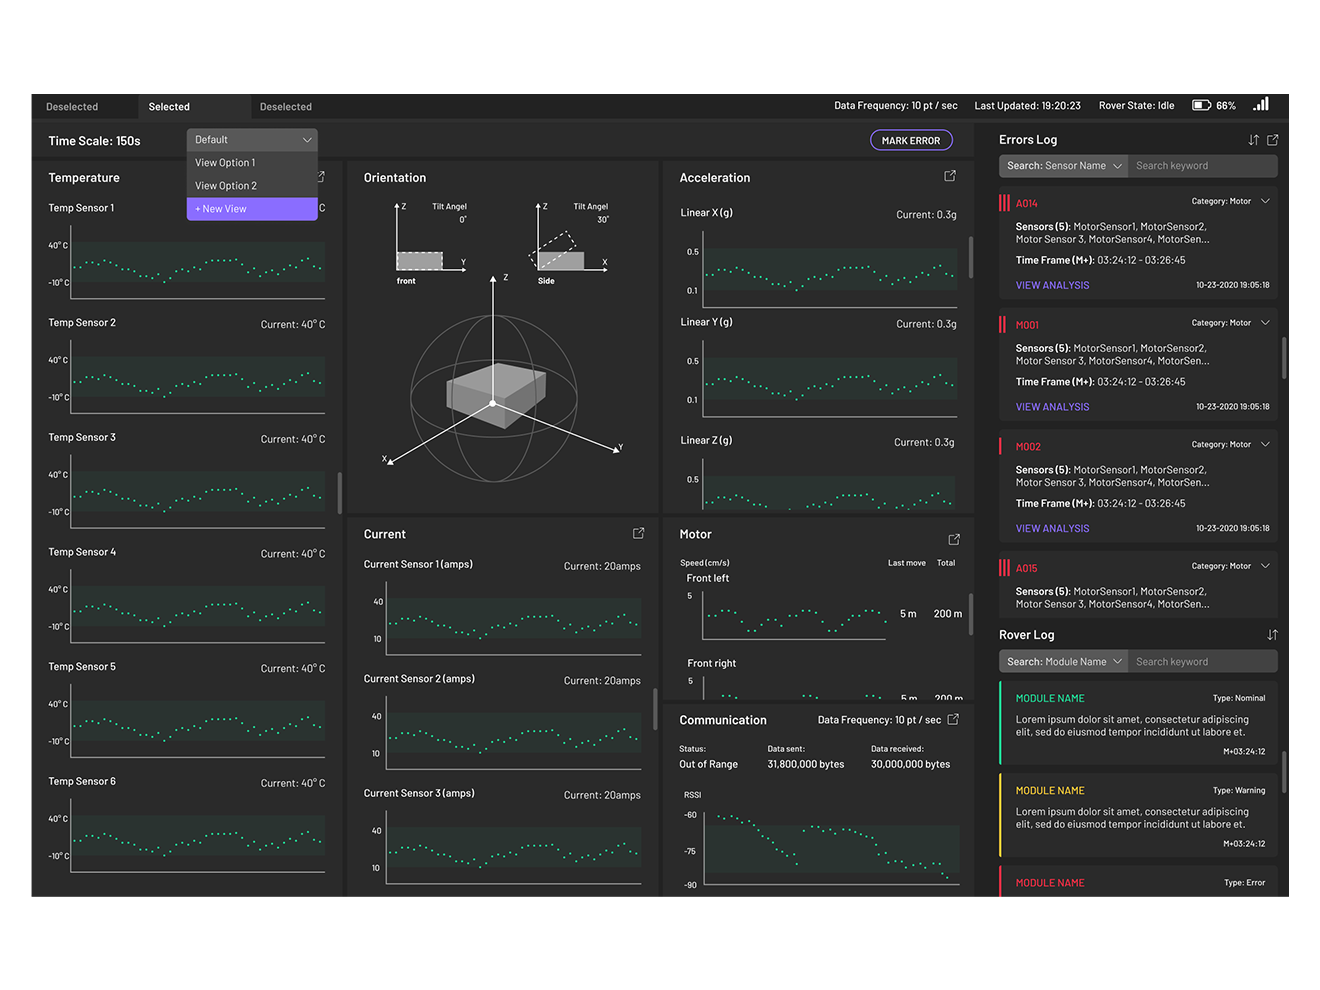 Deselected
Selected
Deselected
Data Frequency: 10 pt / sec
Last Updated: 19:20:23
Rover State: Idle
66%
Time Scale: 150s
Default
View Option 1
View Option 2
+ New View
MARK ERROR
Temperature
Temp Sensor 1
C
40° C
-10° C
Temp Sensor 2
Current: 40° C
40° C
-10° C
Temp Sensor 3
Current: 40° C
40° C
-10° C
Temp Sensor 4
Current: 40° C
40° C
-10° C
Temp Sensor 5
Current: 40° C
40° C
-10° C
Temp Sensor 6
Current: 40° C
40° C
-10° C
Orientation
Z
Tilt Angel
0°
Y
front
Z
Tilt Angel
30°
X
Side
Z
X
Y
Current
Current Sensor 1 (amps)
Current: 20amps
40
10
Current Sensor 2 (amps)
Current: 20amps
40
10
Current Sensor 3 (amps)
Current: 20amps
40
10
Acceleration
Linear X (g)
Current: 0.3g
0.5
0.1
Linear Y (g)
Current: 0.3g
0.5
0.1
Linear Z (g)
Current: 0.3g
0.5
Motor
Speed (cm/s)
Last move
Total
Front left
5
5 m
200 m
Front right
5
5 m
200 m
Communication
Data Frequency: 10 pt / sec
Status:
Out of Range
Data sent:
31,800,000 bytes
Data received:
30,000,000 bytes
RSSI
-60
-75
-90
Errors Log
Search: Sensor Name
Search keyword
A014
Category: Motor
Sensors (5): MotorSensor1, MotorSensor2,
Motor Sensor 3, MotorSensor4, MotorSen...
Time Frame (M+): 03:24:12 - 03:26:45
VIEW ANALYSIS
10-23-2020 19:05:18
M001
Category: Motor
Sensors (5): MotorSensor1, MotorSensor2,
Motor Sensor 3, MotorSensor4, MotorSen...
Time Frame (M+): 03:24:12 - 03:26:45
VIEW ANALYSIS
10-23-2020 19:05:18
M002
Category: Motor
Sensors (5): MotorSensor1, MotorSensor2,
Motor Sensor 3, MotorSensor4, MotorSen...
Time Frame (M+): 03:24:12 - 03:26:45
VIEW ANALYSIS
10-23-2020 19:05:18
A015
Category: Motor
Sensors (5): MotorSensor1, MotorSensor2,
Motor Sensor 3, MotorSensor4, MotorSen...
Rover Log
Search: Module Name
Search keyword
MODULE NAME
Type: Nominal
Lorem ipsum dolor sit amet, consectetur adipiscing
elit, sed do eiusmod tempor incididunt ut labore et.
M+03:24:12
MODULE NAME
Type: Warning
Lorem ipsum dolor sit amet, consectetur adipiscing
elit, sed do eiusmod tempor incididunt ut labore et.
M+03:24:12
MODULE NAME
Type: Error